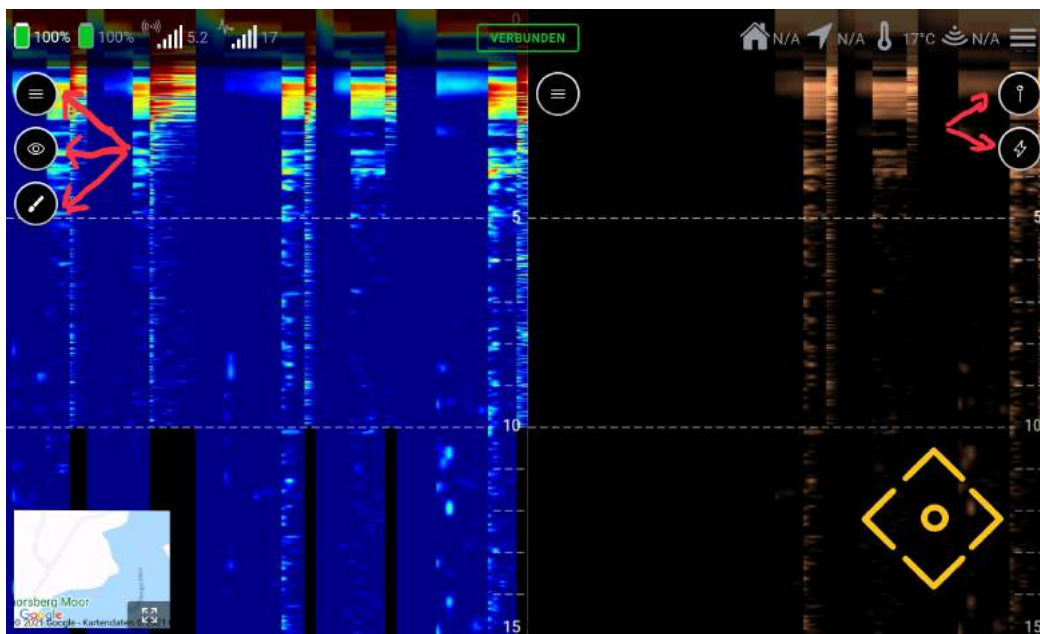 0
100% 100% 5.2 17 VERBUNDEN N/A N/A 17°C N/A
5 5
10 10
orsberg Moor
Google
2021 Google - Kartendaten ©
15 15